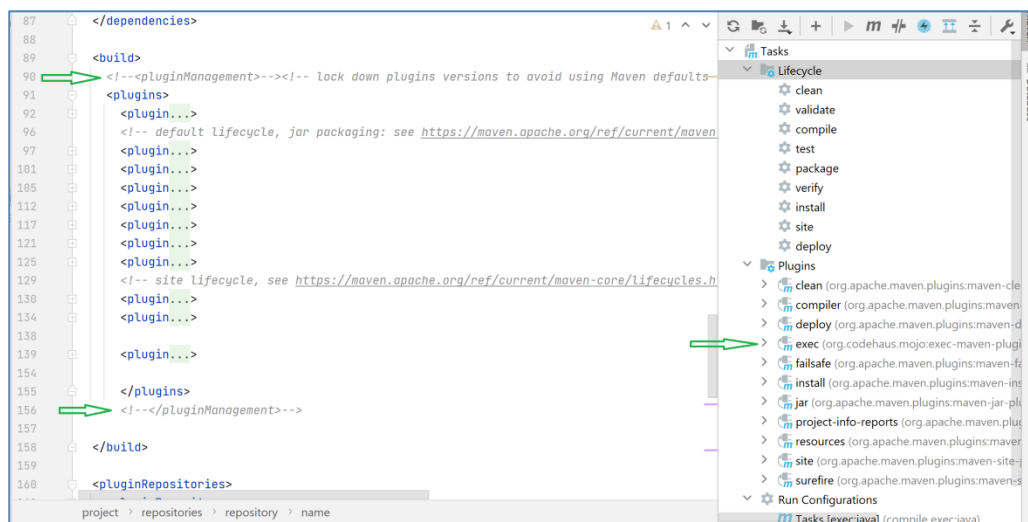 87 </dependencies>
88
89 <build>
90 <!--<pluginManagement>--><!-- lock down plugins versions to avoid using Maven defaults
91 <plugins>
92 <plugin...>
96 <!-- default lifecycle, jar packaging: see https://maven.apache.org/ref/current/maven
97 <plugin...>
101 <plugin...>
105 <plugin...>
112 <plugin...>
117 <plugin...>
121 <plugin...>
125 <plugin...>
129 <!-- site lifecycle, see https://maven.apache.org/ref/current/maven-core/lifecycles.h
130 <plugin...>
134 <plugin...>
138
139 <plugin...>
154
155 </plugins>
156 <!--</pluginManagement>-->
157
158 </build>
159
160 <pluginRepositories>
project > repositories > repository > name
1
Tasks
Lifecycle
clean
validate
compile
test
package
verify
install
site
deploy
Plugins
clean (org.apache.maven.plugins:maven-cle
compiler (org.apache.maven.plugins:maven
deploy (org.apache.maven.plugins:maven-d
exec (org.codehaus.mojo:exec-maven-plugi
failsafe (org.apache.maven.plugins:maven-fa
install (org.apache.maven.plugins:maven-ins
jar (org.apache.maven.plugins:maven-jar-plu
project-info-reports (org.apache.maven.plug
resources (org.apache.maven.plugins:maven
site (org.apache.maven.plugins:maven-site-p
surefire (org.apache.maven.plugins:maven-s
Run Configurations
Tasks [exec:java] (compile exec:java)